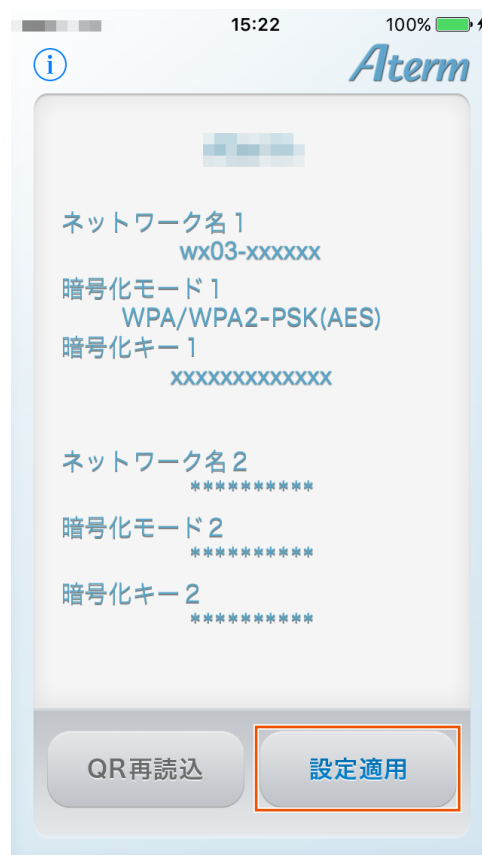 15:22
100%
Aterm
ネットワーク名1
wx03-xxxxxx
暗号化モード1
WPA/WPA2-PSK(AES)
暗号化キー1
xxxxxxxxxxxxx
ネットワーク名2
**********
暗号化モード2
**********
暗号化キー2
**********
QR再読込
設定適用